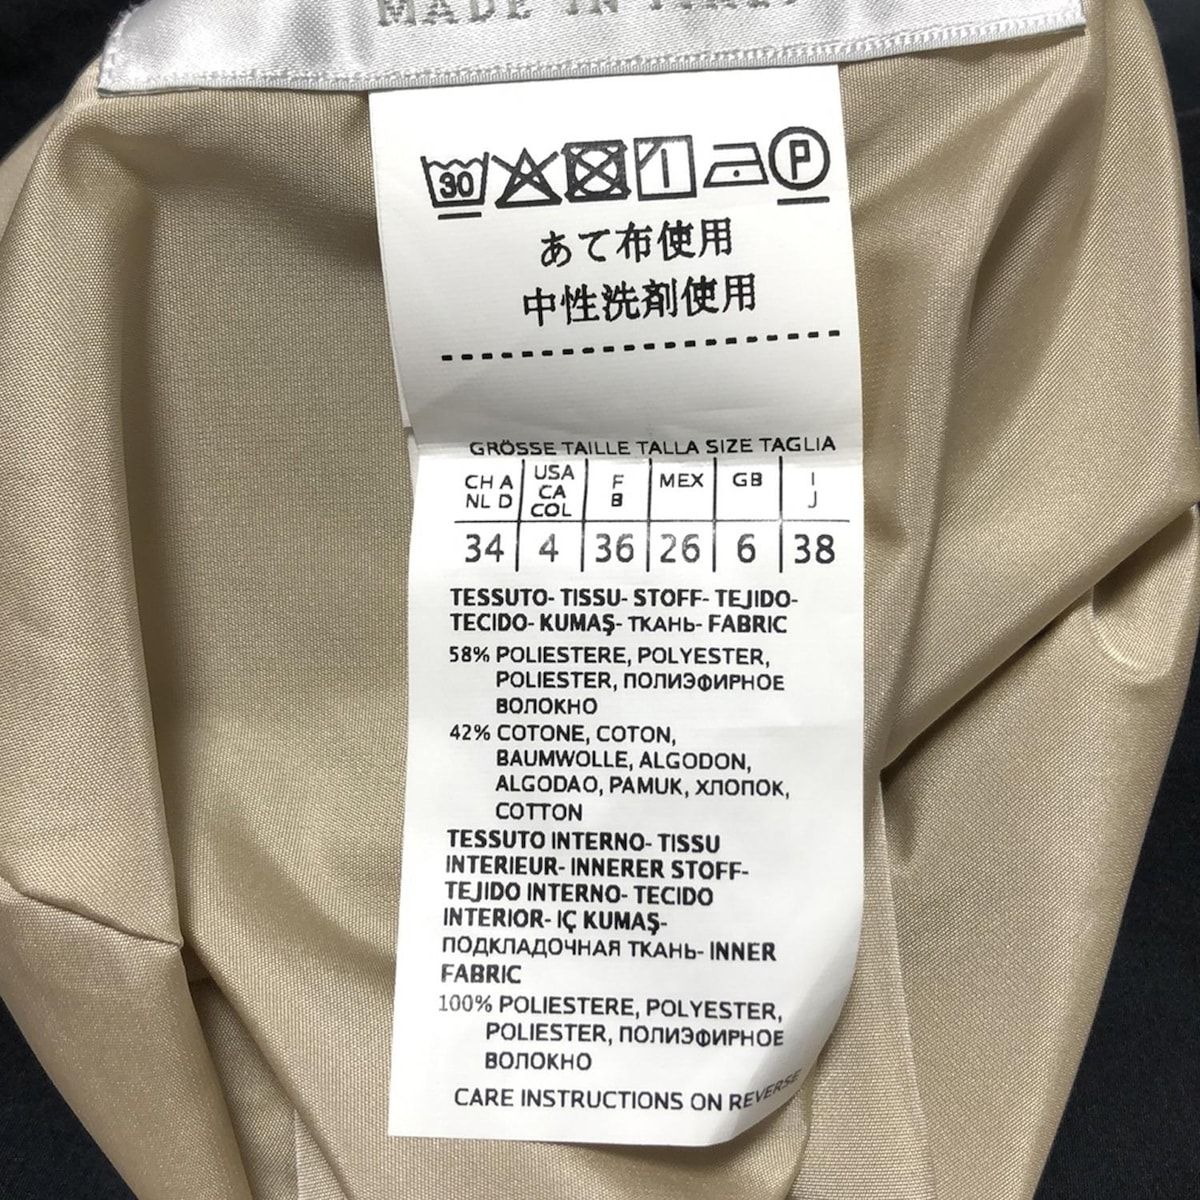 MADE IN ITALY
30 P
あて布使用
中性洗剤使用
GRÖSSE TAILLE TALLA SIZE TAGLIA
CH A NL D USA CA COL F B MEX GB I J
34 4 36 26 6 38
TESSUTO- TISSU- STOFF- TEJIDO-
TECIDO- KUMAŞ- ТКАНЬ- FABRIC
58% POLIESTERE, POLYESTER,
POLIESTER, ПОЛИЭФИРНОЕ
ВОЛОКНО
42% COTONE, COTON,
BAUMWOLLE, ALGODON,
ALGODAO, PAMUK, ХЛОПОК,
COTTON
TESSUTO INTERNO- TISSU
INTERIEUR- INNERER STOFF-
TEJIDO INTERNO- TECIDO
INTERIOR- IÇ KUMAŞ-
ПОДКЛАДОЧНАЯ ТКАНЬ- INNER
FABRIC
100% POLIESTERE, POLYESTER,
POLIESTER, ПОЛИЭФИРНОЕ
ВОЛОКНО
CARE INSTRUCTIONS ON REVERSE